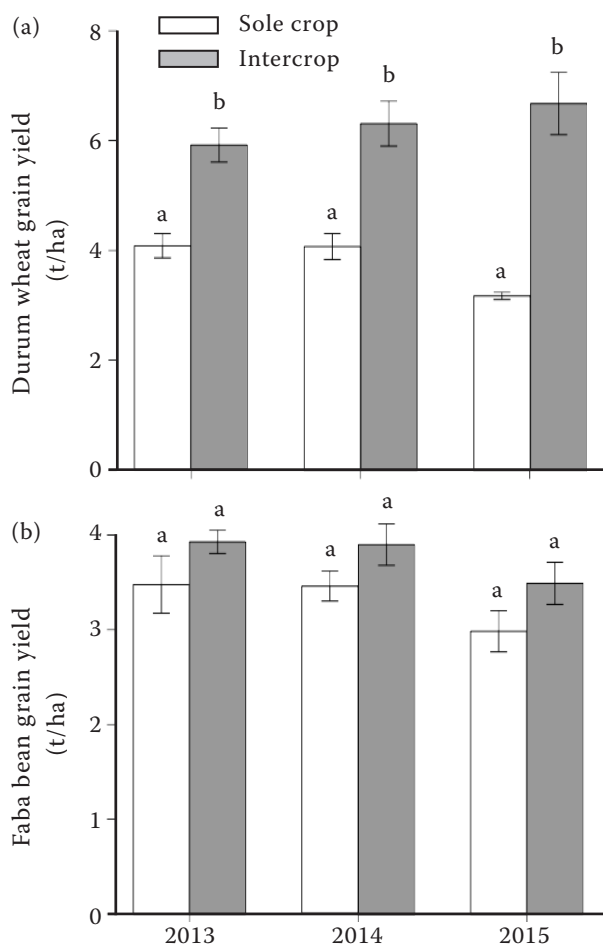 (a)
Sole crop
Intercrop
Durum wheat grain yield
(t/ha)
8
6
4
2
0
a
b
a
b
a
b
(b)
Faba bean grain yield
(t/ha)
4
3
2
1
0
a
a
a
a
a
a
2013
2014
2015